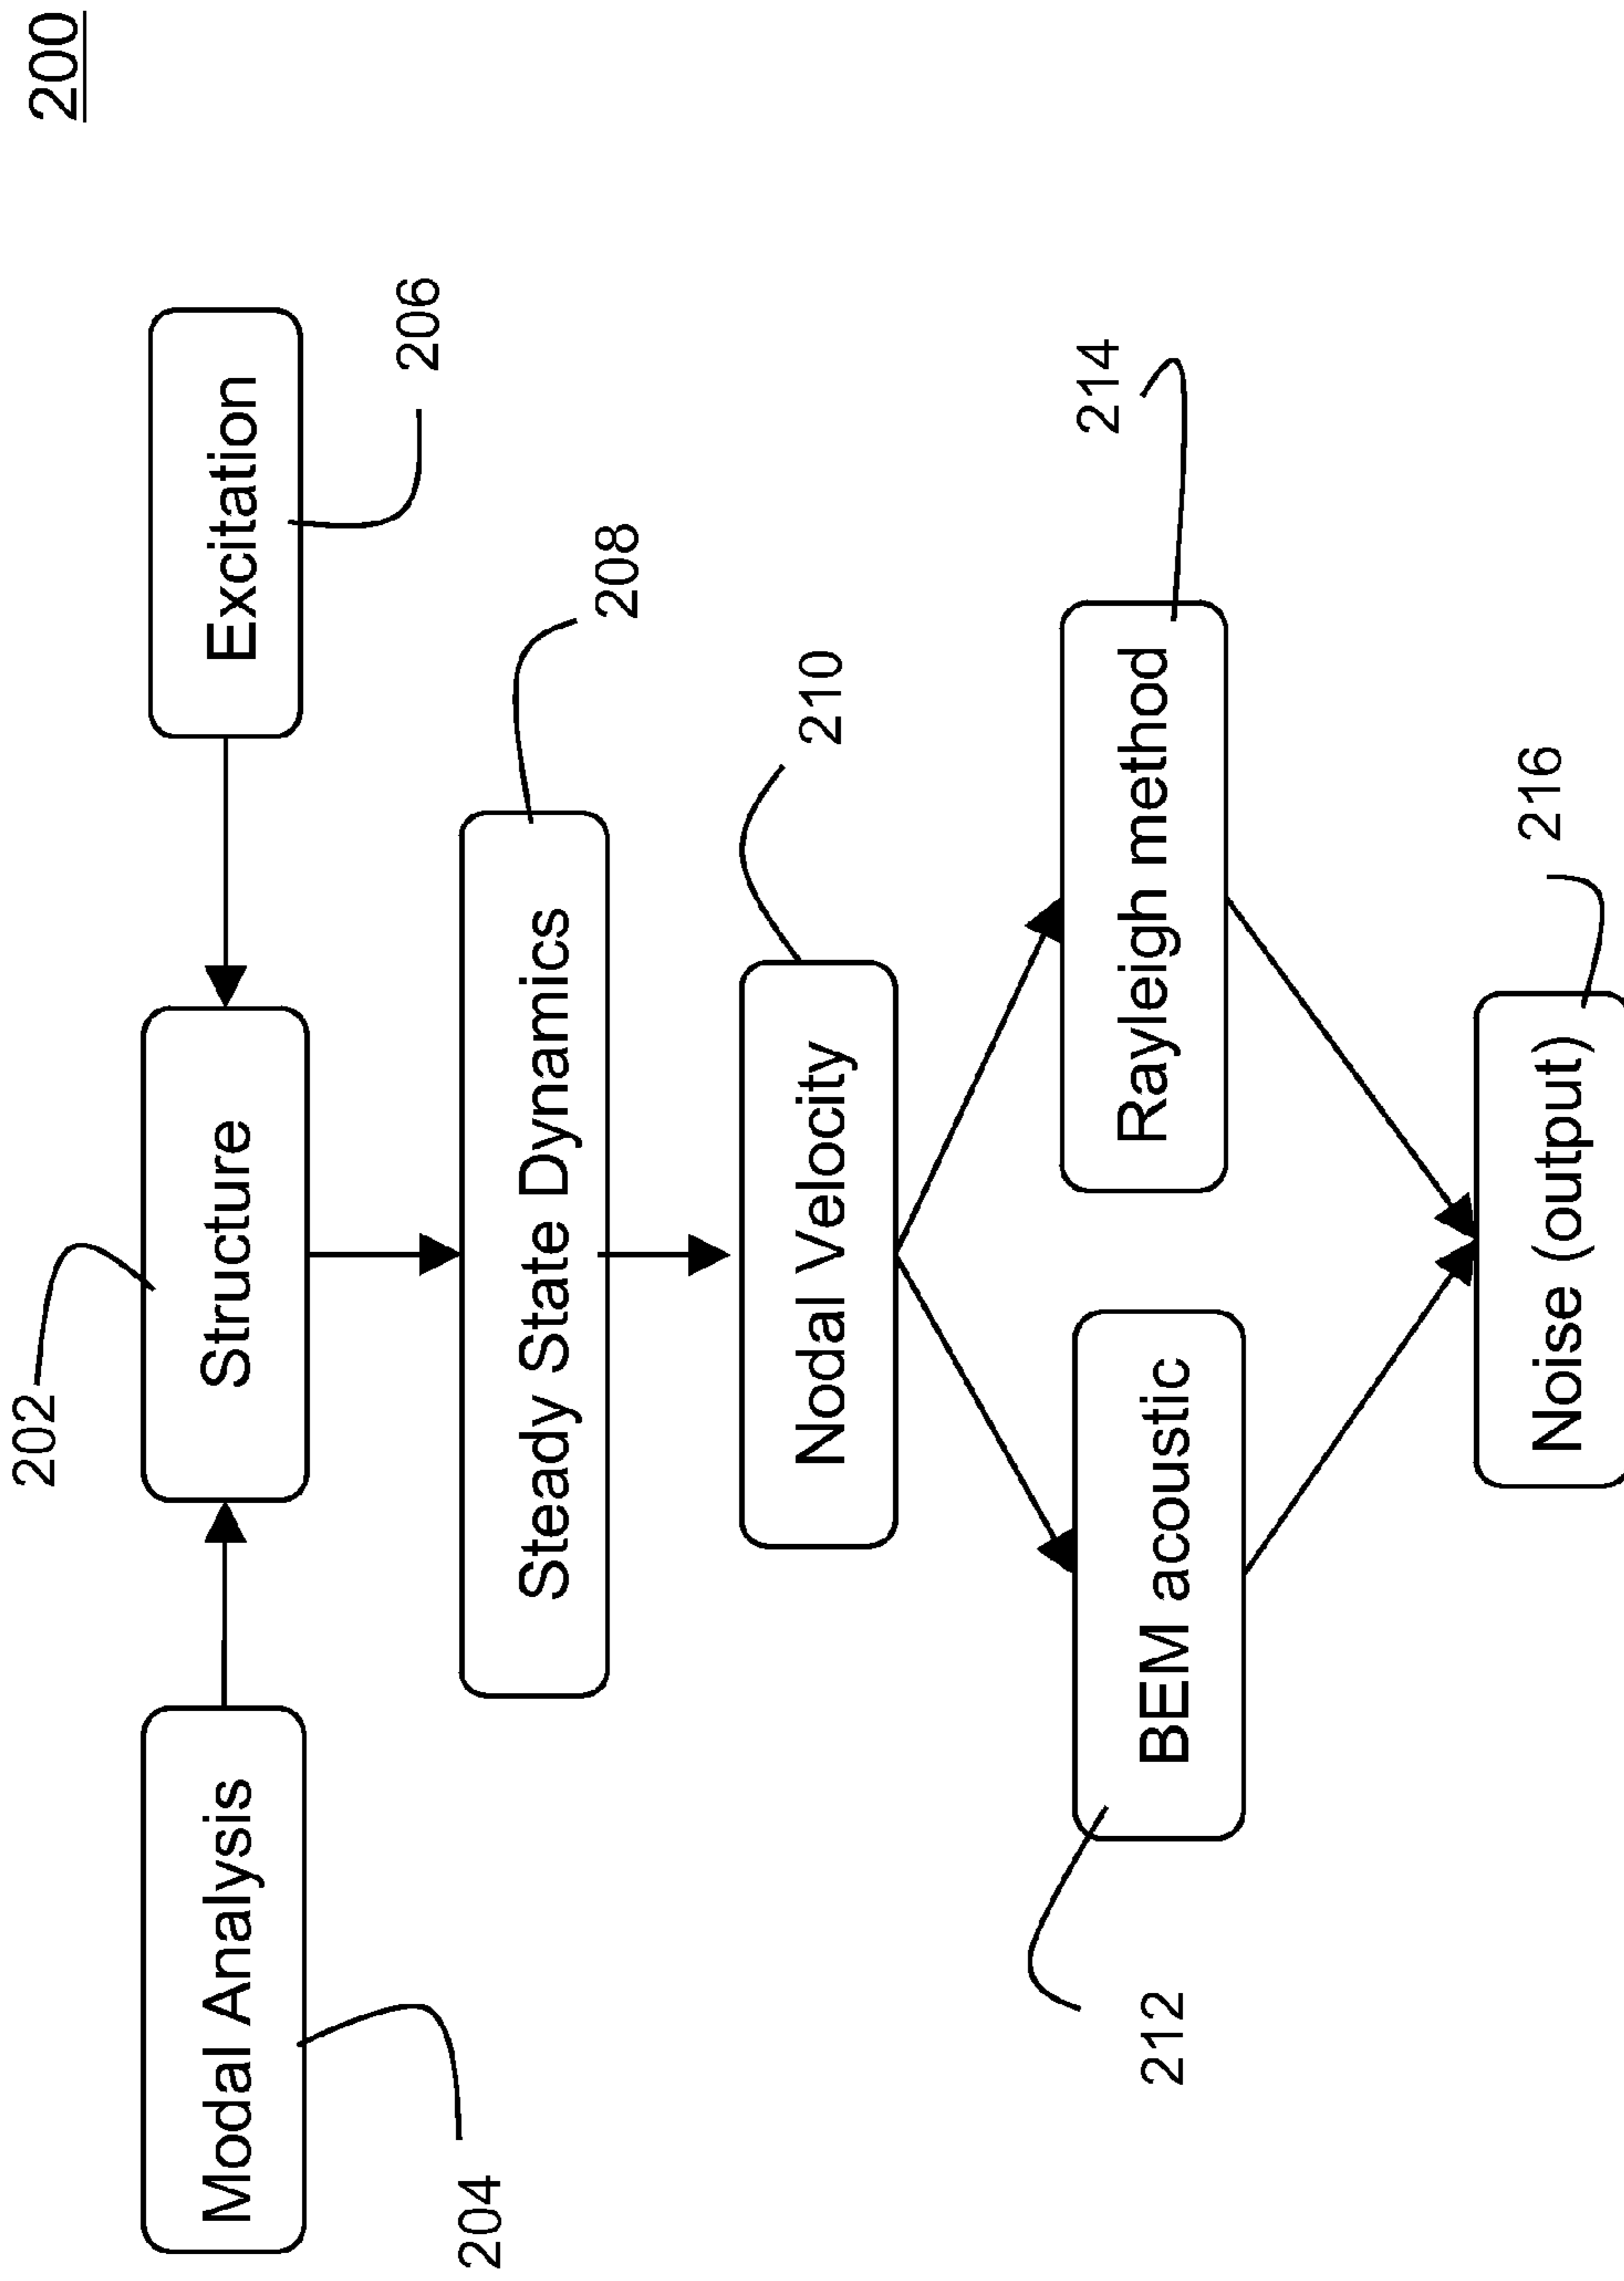 200
202
Modal Analysis
Structure
Excitation
204
206
Steady State Dynamics
208
Nodal Velocity
210
212
BEM acoustic
Rayleigh method
214
Noise (output)
216